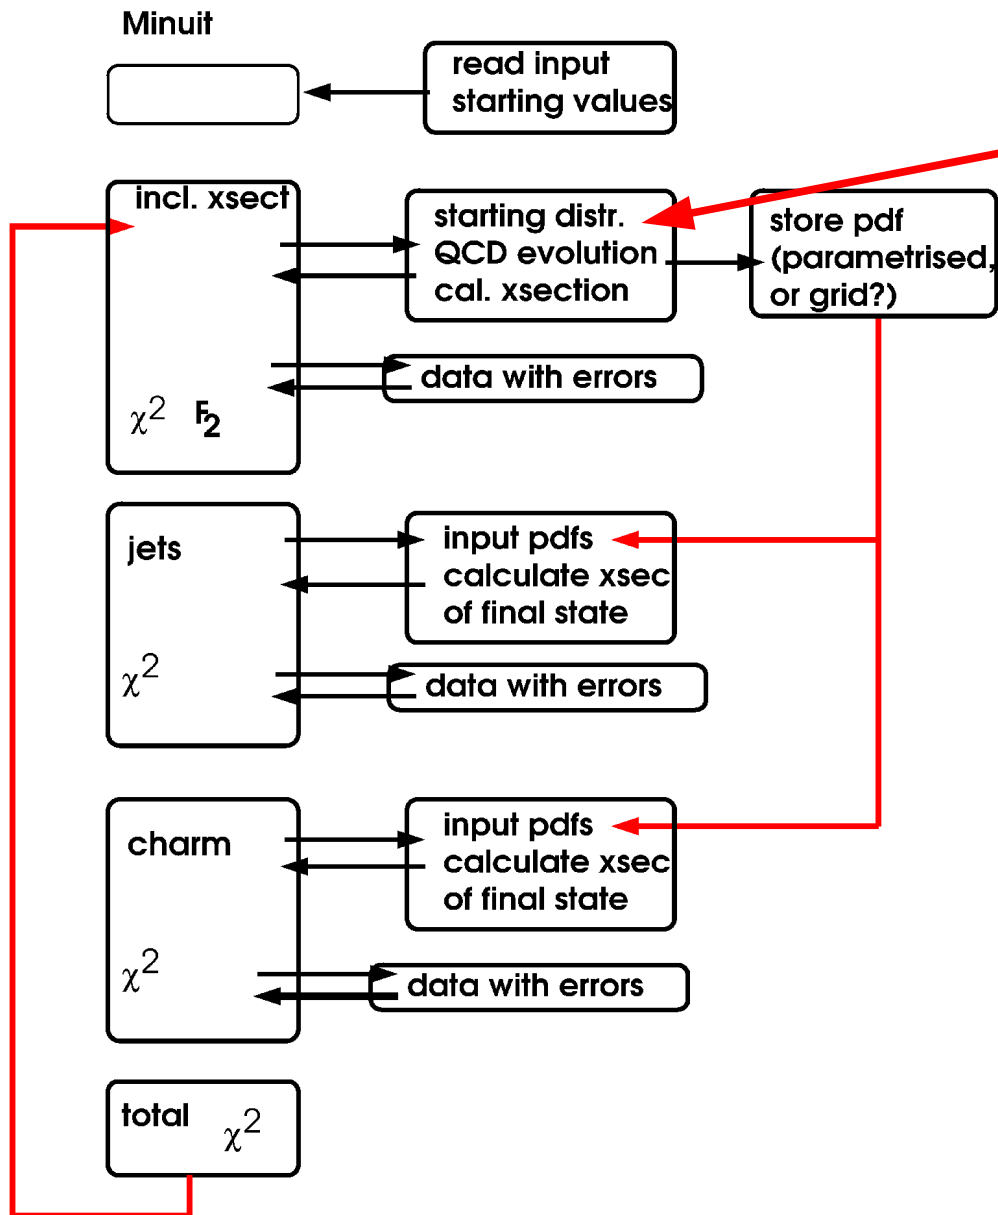 Minuit
read input
starting values
incl. xsect
starting distr.
QCD evolution
cal. xsection
store pdf
(parametrised,
or grid?)
data with errors
χ² F₂
jets
input pdfs
calculate xsec
of final state
χ²
data with errors
charm
input pdfs
calculate xsec
of final state
χ²
data with errors
total χ²